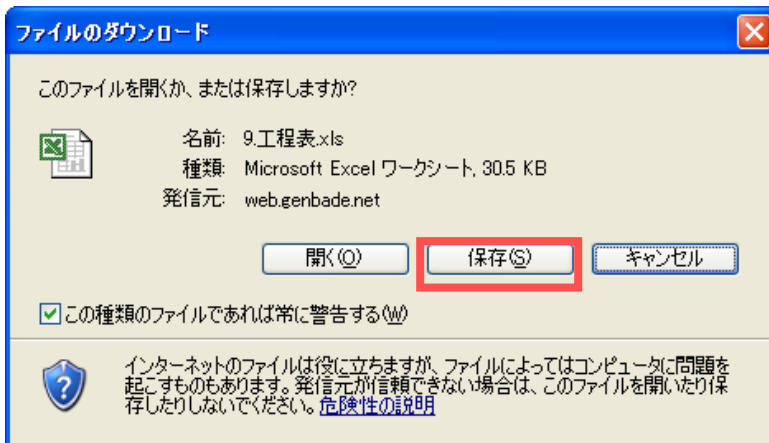 ファイルのダウンロード
このファイルを開くか、または保存しますか?
名前: 9.工程表.xls
種類: Microsoft Excel ワークシート, 30.5 KB
発信元: web.genbade.net
開く(O) 保存(S) キャンセル
この種類のファイルであれば常に警告する(W)
インターネットのファイルは役に立ちますが、ファイルによってはコンピュータに問題を
起こすものもあります。発信元が信頼できない場合は、このファイルを開いたり保
存したりしないでください。危険性の説明